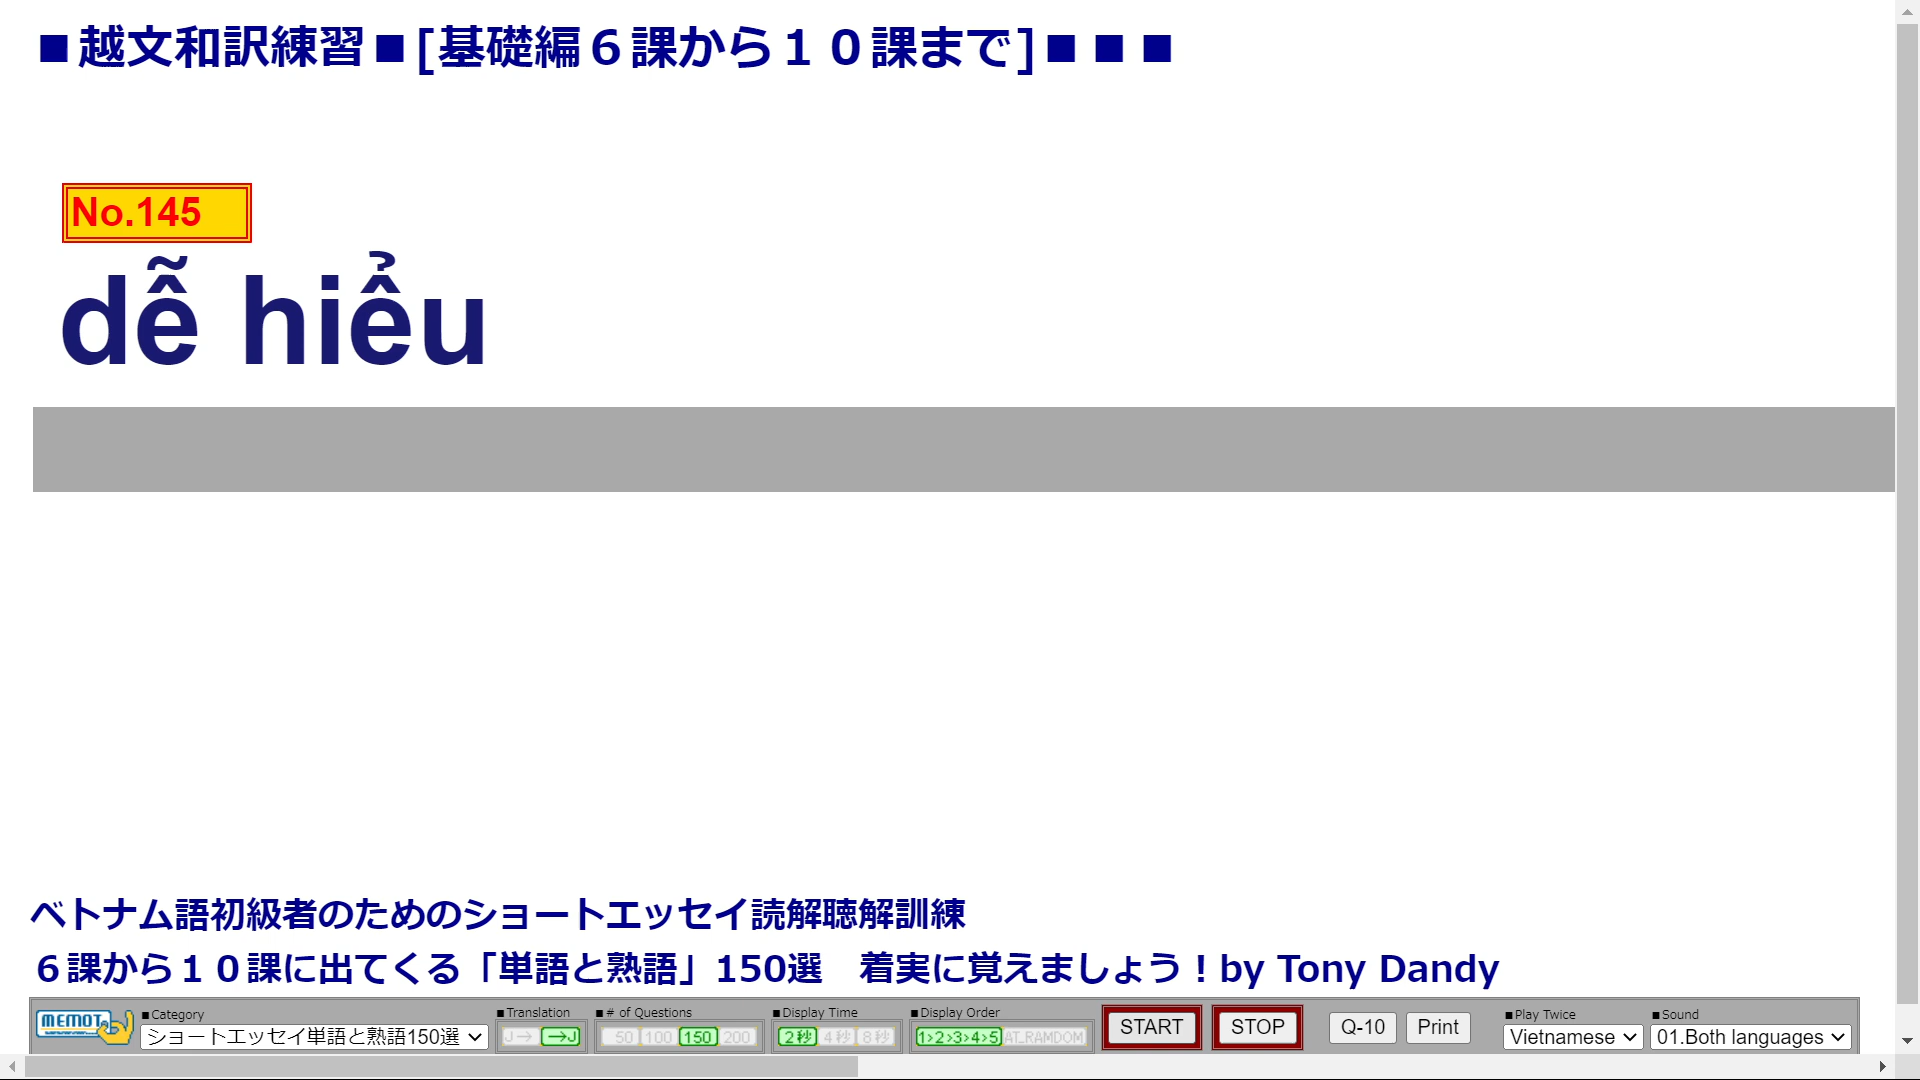 ■越文和訳練習■[基礎編６課から１０課まで]■■■
No.145
dễ hiểu
ベトナム語初級者のためのショートエッセイ読解聴解訓練
６課から１０課に出てくる「単語と熟語」150選　着実に覚えましょう！by Tony Dandy
MEMOT
■Category
ショートエッセイ単語と熟語150選
■Translation
J→ →J
■# of Questions
50 100 150 200
■Display Time
2秒 4秒 8秒
■Display Order
1>2>3>4>5 AT_RAMDOM
START
STOP
Q-10
Print
■Play Twice
Vietnamese
■Sound
01.Both languages